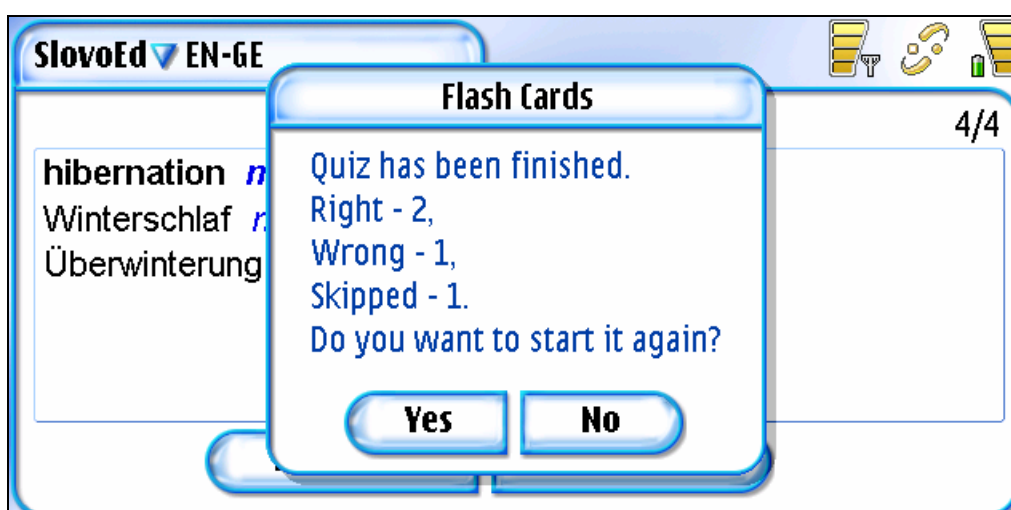 SlovoEd EN-GE
Flash Cards
4/4
hibernation n
Winterschlaf
Überwinterung
Quiz has been finished.
Right - 2,
Wrong - 1,
Skipped - 1.
Do you want to start it again?
Yes No